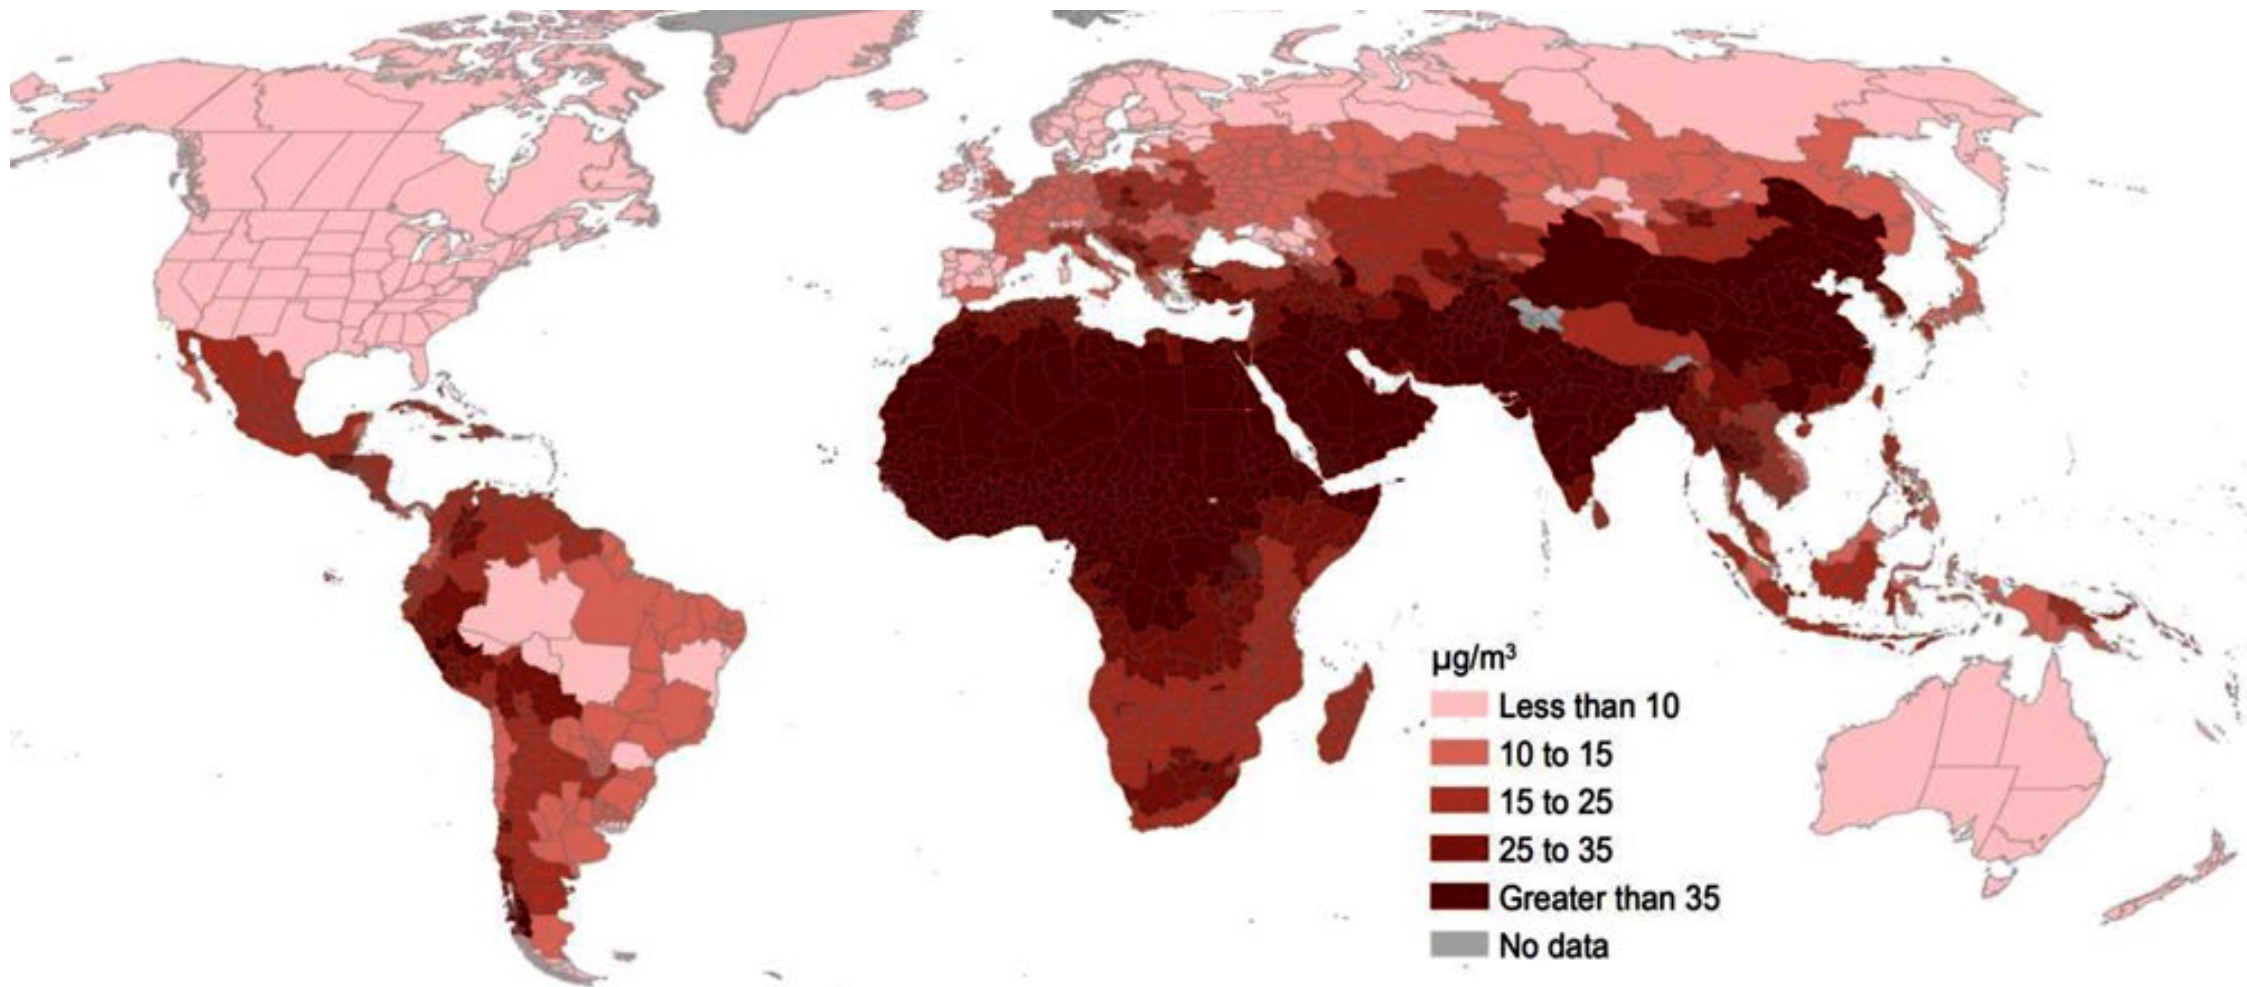 µg/m³
Less than 10
10 to 15
15 to 25
25 to 35
Greater than 35
No data